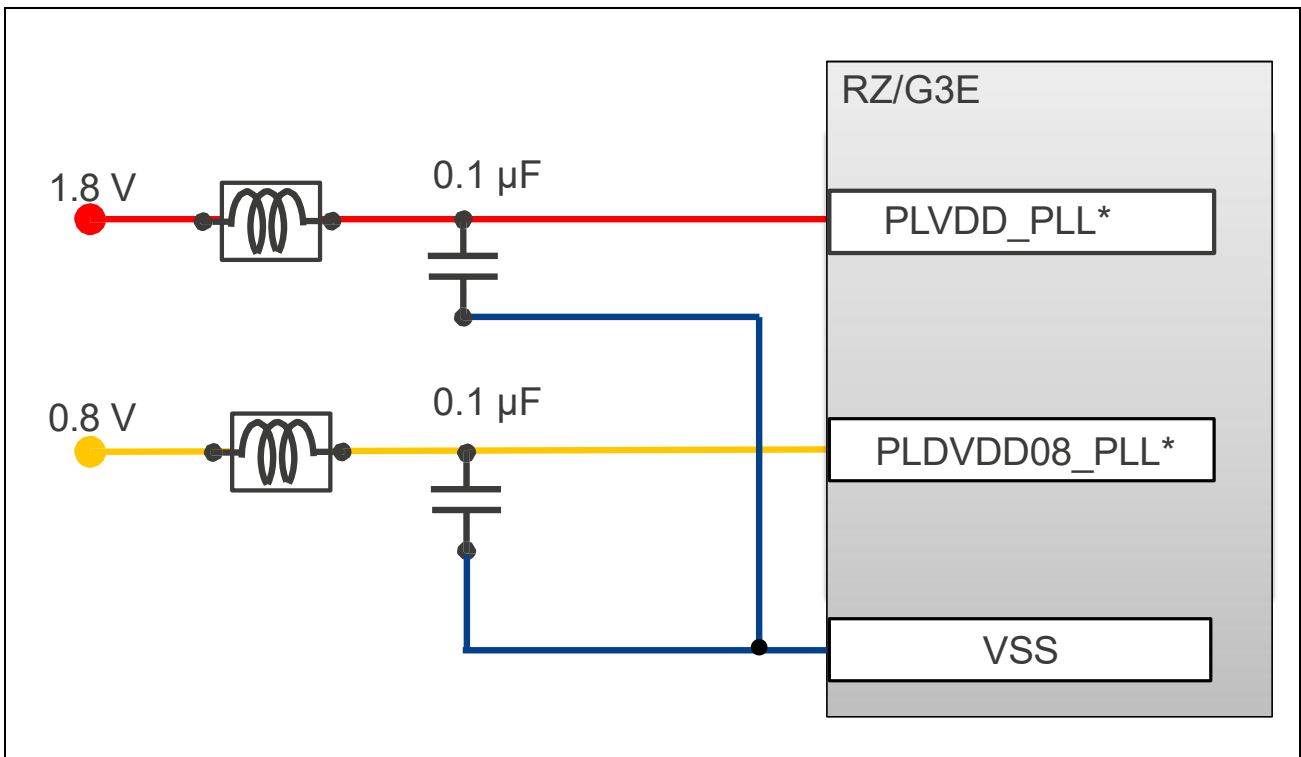 RZ/G3E
0.1 µF
1.8 V
PLVDD_PLL*
0.1 µF
0.8 V
PLDVDD08_PLL*
VSS